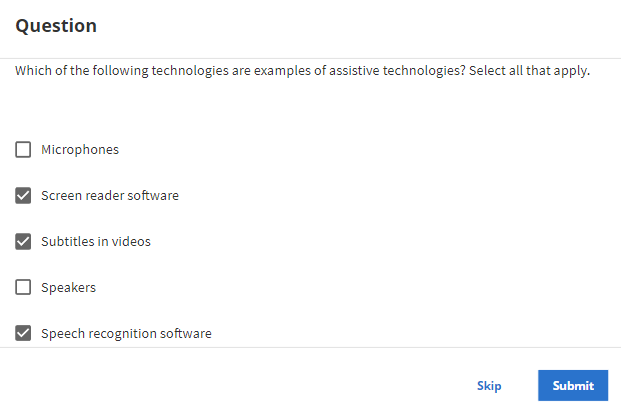 Question
Which of the following technologies are examples of assistive technologies? Select all that apply.
Microphones
Screen reader software
Subtitles in videos
Speakers
Speech recognition software
Skip
Submit